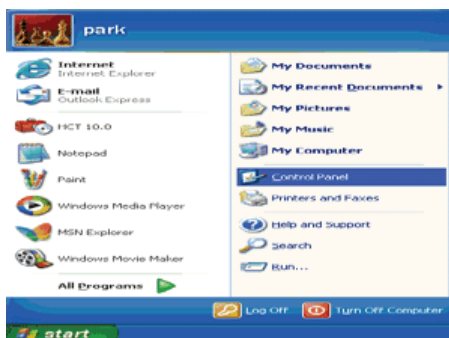 park
Internet
Internet Explorer
E-mail
Outlook Express
HCT 10.0
Notepad
Paint
Windows Media Player
MSN Explorer
Windows Movie Maker
All Programs
My Documents
My Recent Documents
My Pictures
My Music
My Computer
Control Panel
Printers and Faxes
Help and Support
Search
Run...
Log Off
Turn Off Computer
start